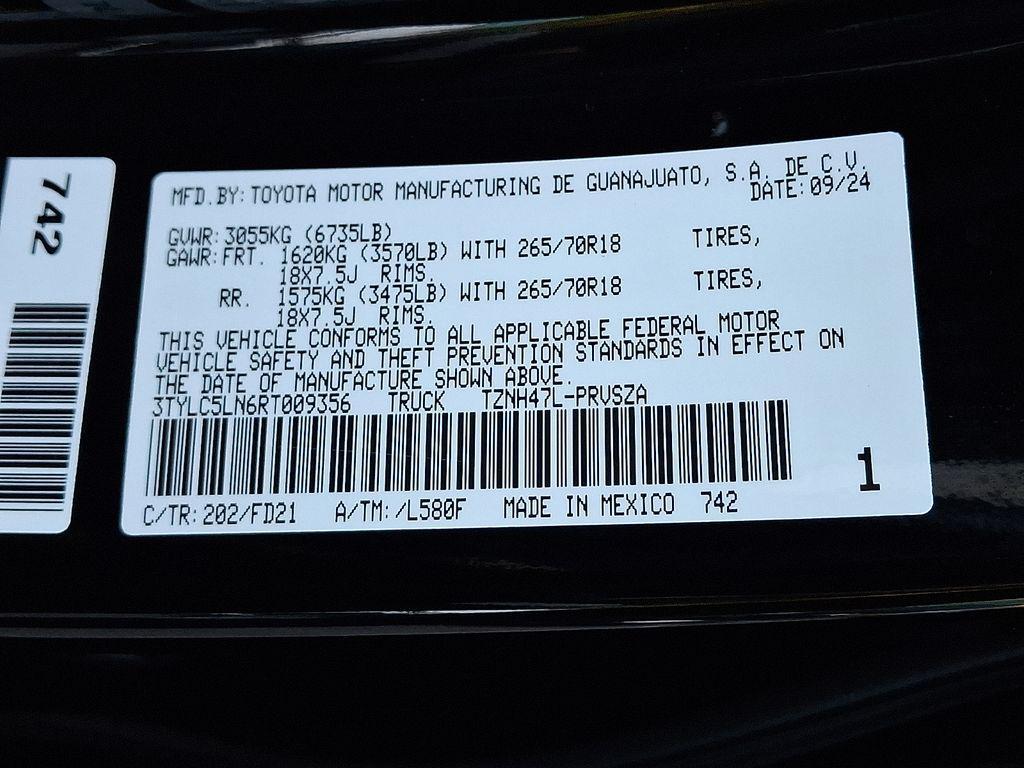 742
MFD.BY: TOYOTA MOTOR MANUFACTURING DE GUANAJUATO, S.A. DE C.V.
DATE: 09/24
GVWR: 3055KG (6735LB)
GAWR: FRT. 1620KG (3570LB) WITH 265/70R18 TIRES,
18X7.5J RIMS.
RR. 1575KG (3475LB) WITH 265/70R18 TIRES,
18X7.5J RIMS.
THIS VEHICLE CONFORMS TO ALL APPLICABLE FEDERAL MOTOR
VEHICLE SAFETY AND THEFT PREVENTION STANDARDS IN EFFECT ON
THE DATE OF MANUFACTURE SHOWN ABOVE.
3TYLC5LN6RT009356 TRUCK TZNH47L-PRVSZA
1
C/TR: 202/FD21 A/TM: /L580F MADE IN MEXICO 742